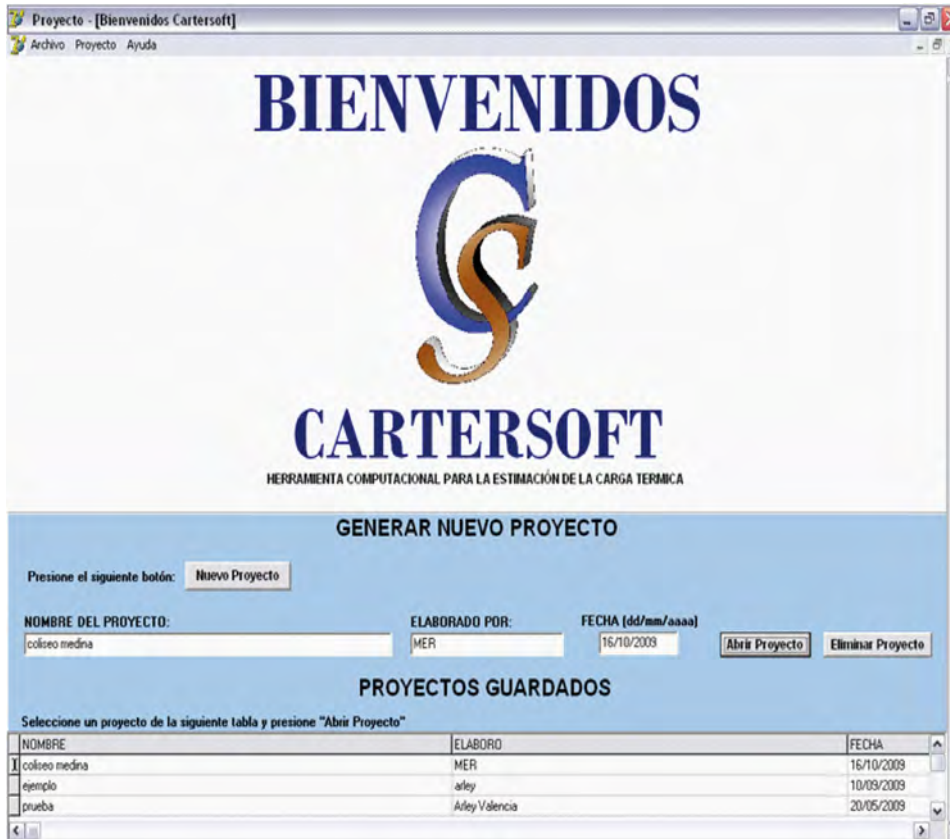 Proyecto - [Bienvenidos Cartersoft]
Archivo Proyecto Ayuda
BIENVENIDOS
CS
CARTERSOFT
HERRAMIENTA COMPUTACIONAL PARA LA ESTIMACIÓN DE LA CARGA TERMICA
GENERAR NUEVO PROYECTO
Presione el siguiente botón: Nuevo Proyecto
NOMBRE DEL PROYECTO: ELABORADO POR: FECHA (dd/mm/aaaa)
coliseo medina MER 16/10/2009 Abrir Proyecto Eliminar Proyecto
PROYECTOS GUARDADOS
Seleccione un proyecto de la siguiente tabla y presione "Abrir Proyecto"
NOMBRE ELABORO FECHA
coliseo medina MER 16/10/2009
ejemplo arley 10/09/2009
prueba Arley Valencia 20/05/2009